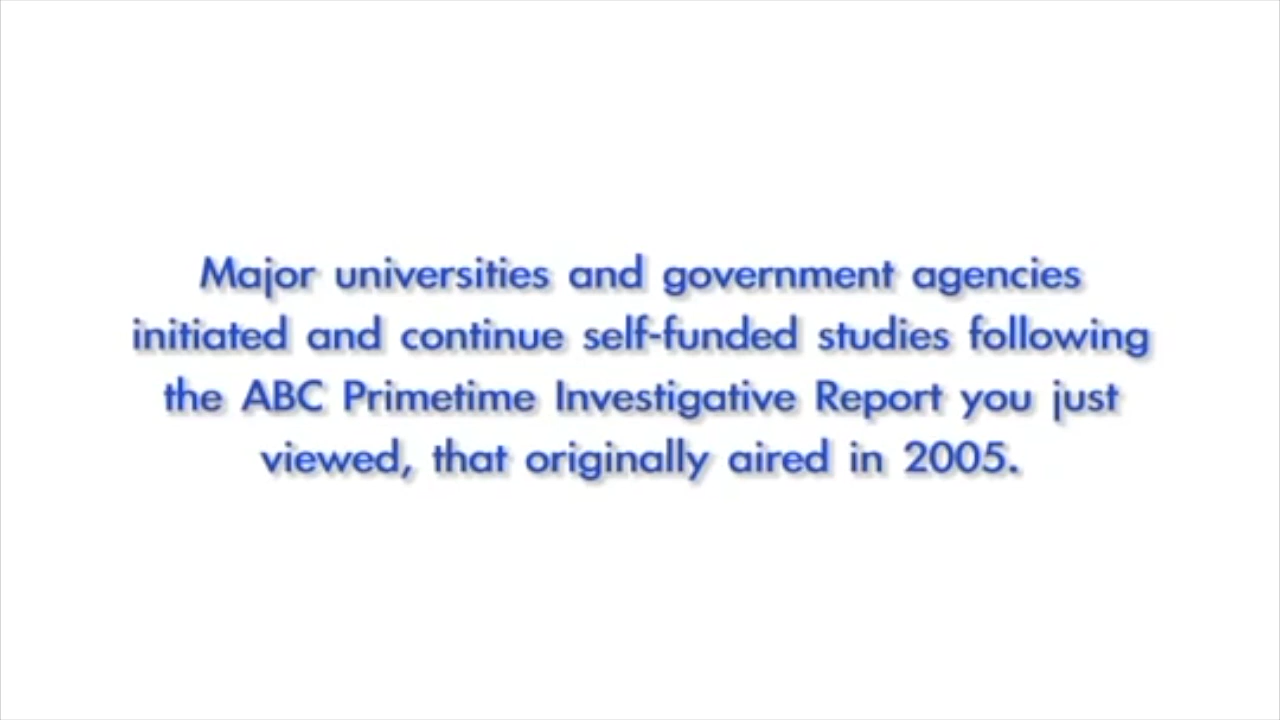 Major universities and government agencies
initiated and continue self-funded studies following
the ABC Primetime Investigative Report you just
viewed, that originally aired in 2005.